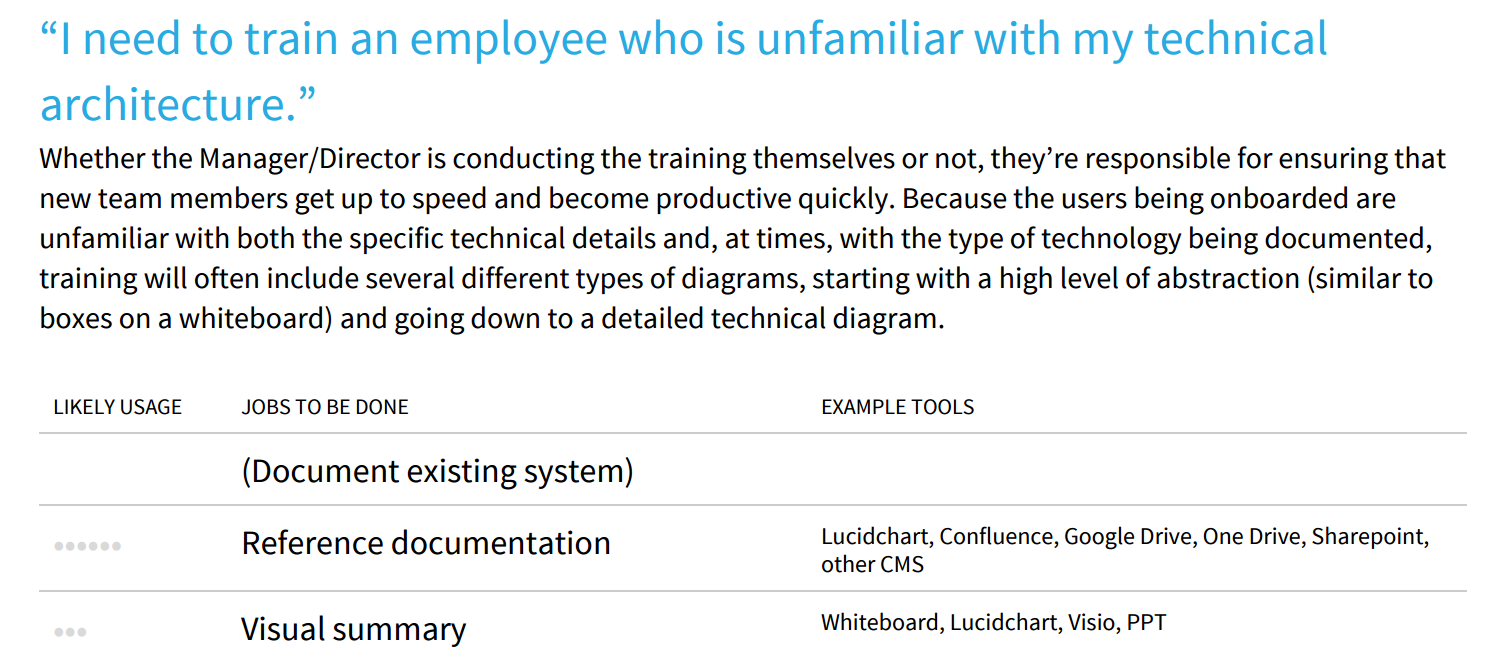 “I need to train an employee who is unfamiliar with my technical
architecture.”
Whether the Manager/Director is conducting the training themselves or not, they’re responsible for ensuring that
new team members get up to speed and become productive quickly. Because the users being onboarded are
unfamiliar with both the specific technical details and, at times, with the type of technology being documented,
training will often include several different types of diagrams, starting with a high level of abstraction (similar to
boxes on a whiteboard) and going down to a detailed technical diagram.
LIKELY USAGE JOBS TO BE DONE EXAMPLE TOOLS
(Document existing system)
Reference documentation Lucidchart, Confluence, Google Drive, One Drive, Sharepoint,
other CMS
Visual summary Whiteboard, Lucidchart, Visio, PPT